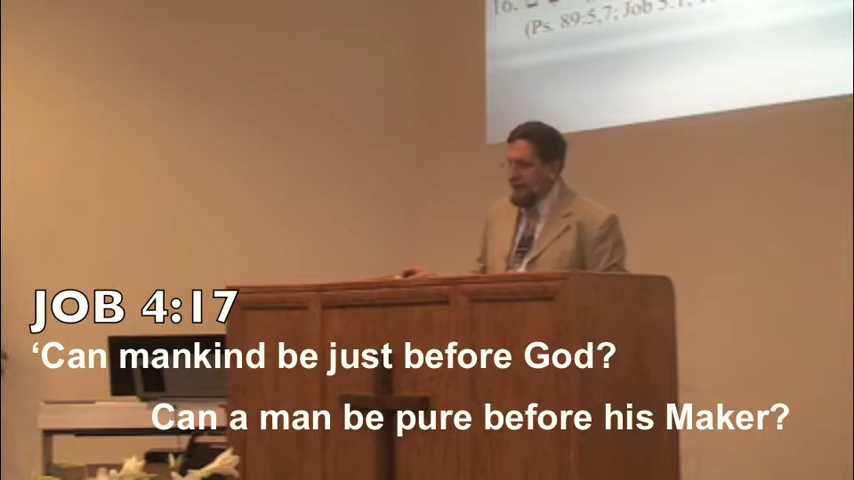 16.
(Ps. 89:5,7; Job 5:1,
JOB 4:17
‘Can mankind be just before God?
Can a man be pure before his Maker?